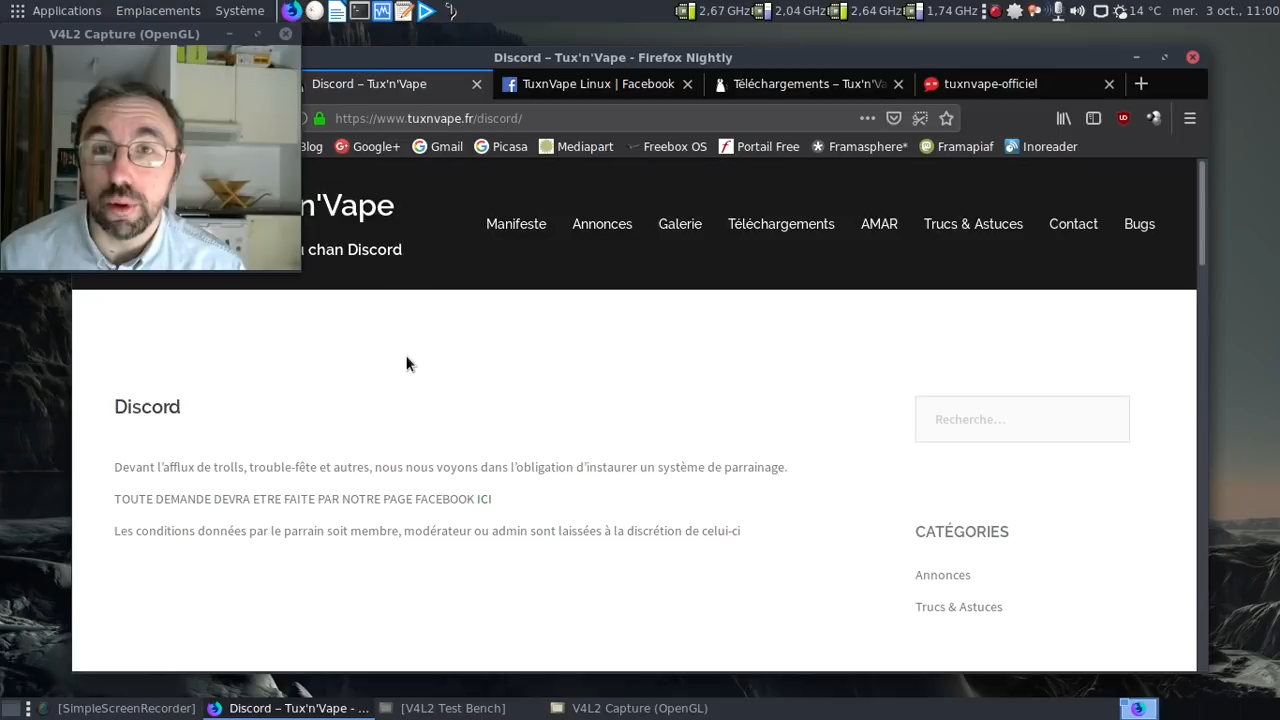 Applications Emplacements Système 2,67 GHz 2,04 GHz 2,64 GHz 1,74 GHz 14 °C mer. 3 oct., 11:00
V4L2 Capture (OpenGL)
Discord – Tux'n'Vape - Firefox Nightly
Discord – Tux'n'Vape TuxnVape Linux | Facebook Téléchargements – Tux'n'Va tuxnvape-officiel
https://www.tuxnvape.fr/discord/
Blog Google+ Gmail Picasa Mediapart Freebox OS Portail Free Framasphere* Framapiaf Inoreader
n'Vape
Manifeste Annonces Galerie Téléchargements AMAR Trucs & Astuces Contact Bugs
chan Discord
Discord
Recherche…
Devant l'afflux de trolls, trouble-fête et autres, nous nous voyons dans l'obligation d'instaurer un système de parrainage.
TOUTE DEMANDE DEVRA ETRE FAITE PAR NOTRE PAGE FACEBOOK ICI
Les conditions données par le parrain soit membre, modérateur ou admin sont laissées à la discrétion de celui-ci
CATÉGORIES
Annonces
Trucs & Astuces
[SimpleScreenRecorder] Discord – Tux'n'Vape - ... [V4L2 Test Bench] V4L2 Capture (OpenGL)